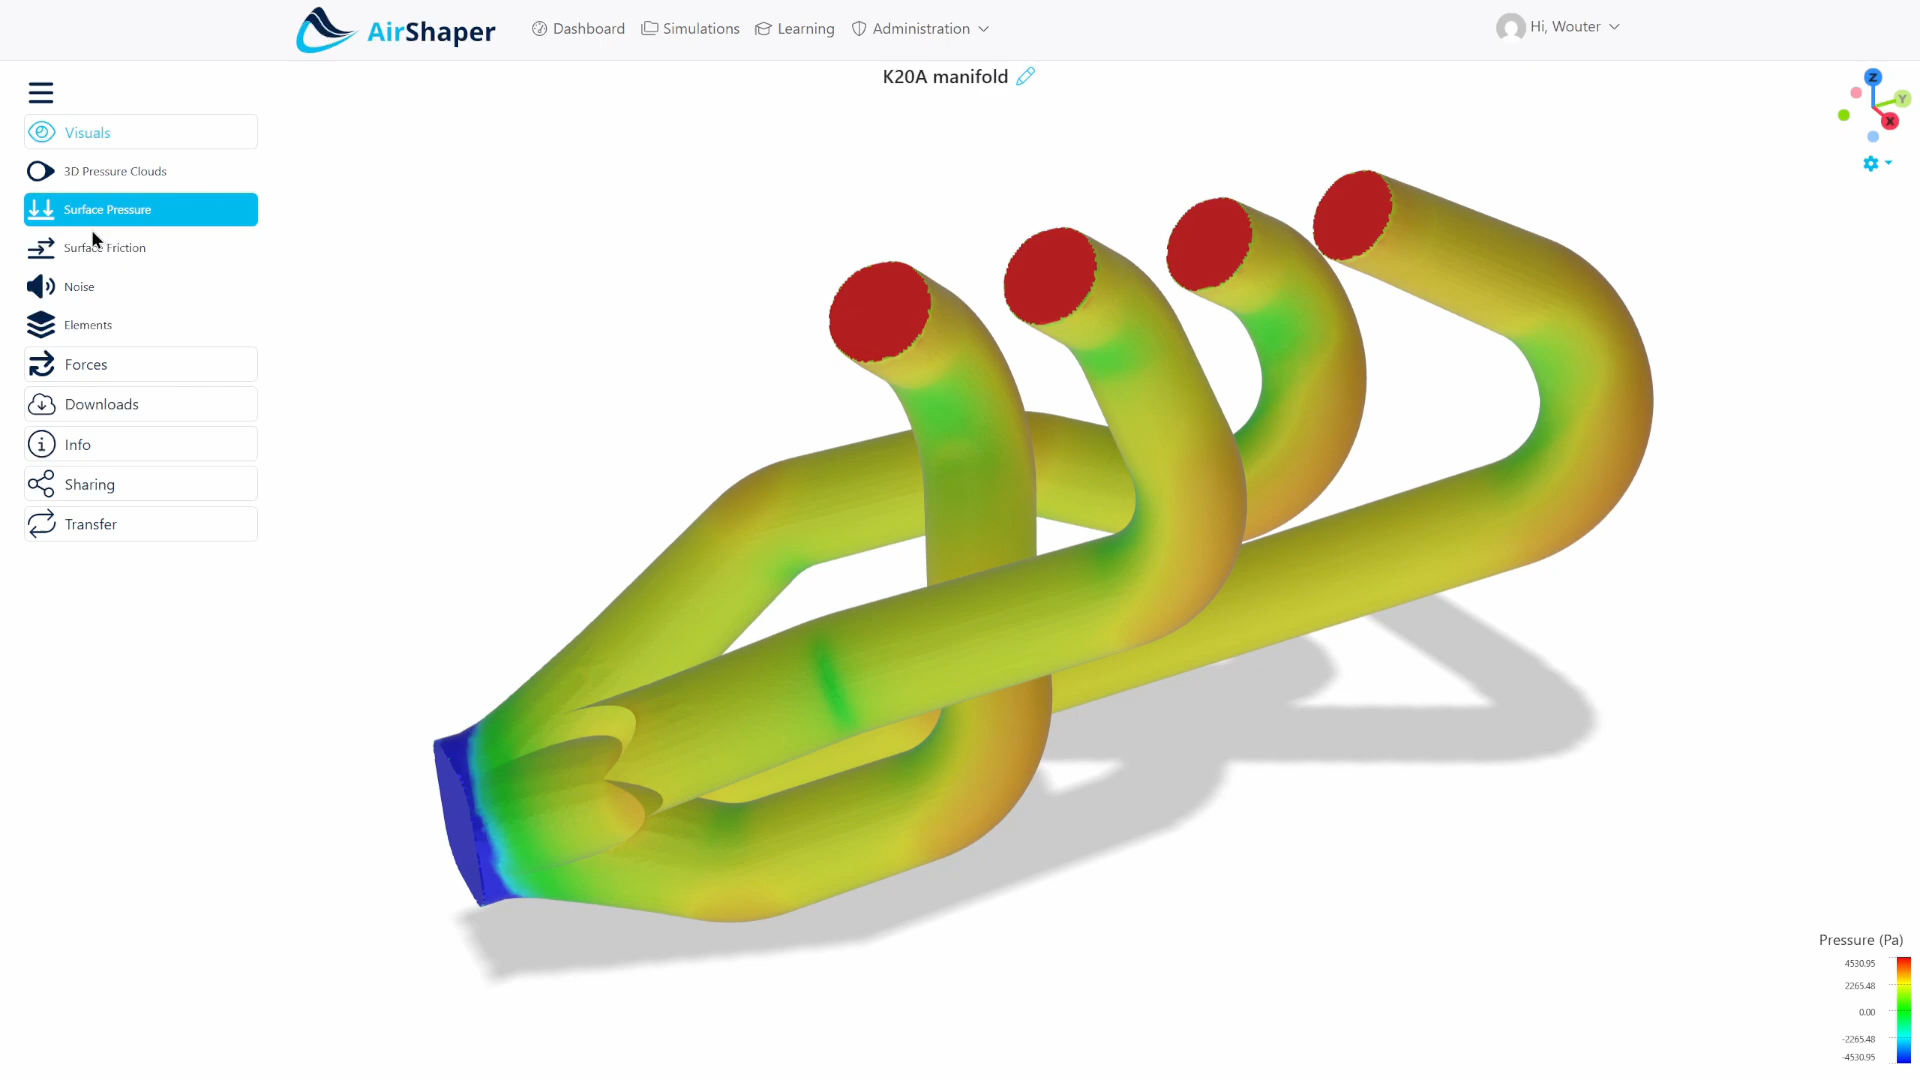 AirShaper
Dashboard
Simulations
Learning
Administration
Hi, Wouter
K20A manifold
Z
Y
X
Visuals
3D Pressure Clouds
Surface Pressure
Surface Friction
Noise
Elements
Forces
Downloads
Info
Sharing
Transfer
Pressure (Pa)
4530.95
2265.48
0.00
-2265.48
-4530.95